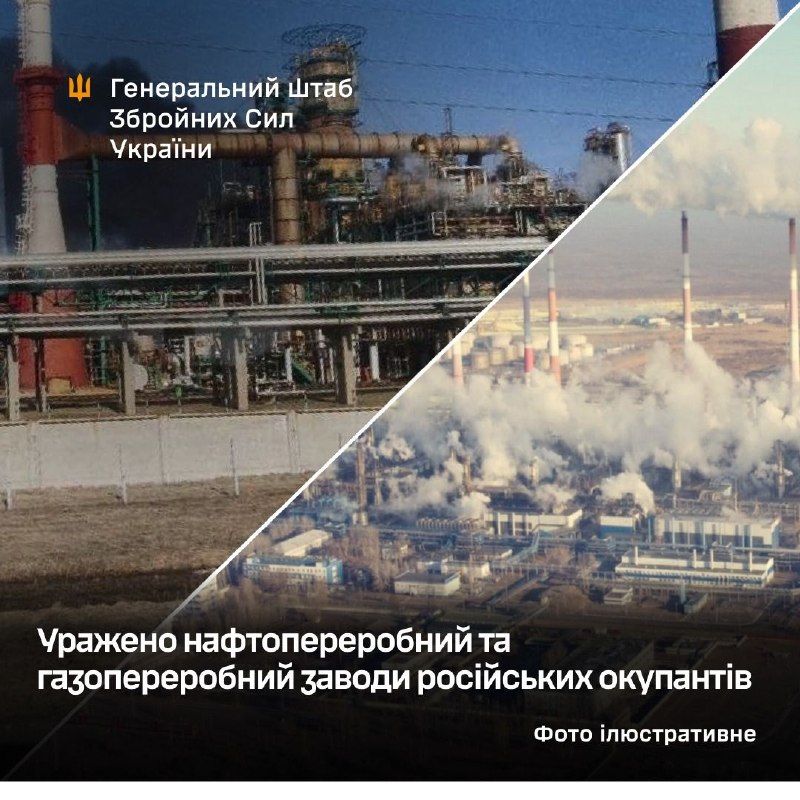 Генеральний Штаб
Збройних Сил
України
Уражено нафтопереробний та
газопереробний заводи російських окупантів
Фото ілюстративне